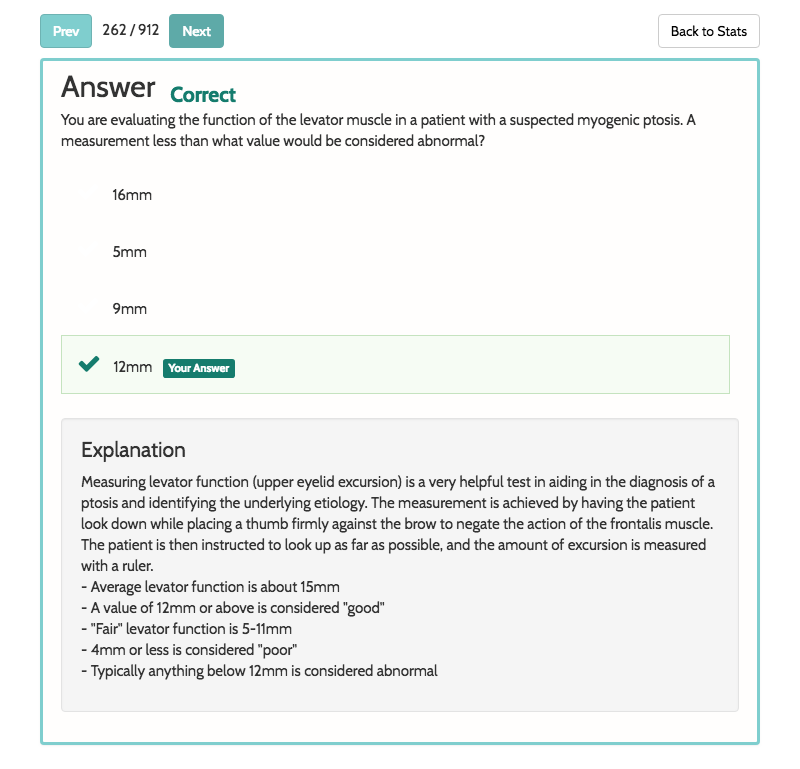 Prev 262 / 912 Next Back to Stats
Answer Correct
You are evaluating the function of the levator muscle in a patient with a suspected myogenic ptosis. A
measurement less than what value would be considered abnormal?
16mm
5mm
9mm
12mm Your Answer
Explanation
Measuring levator function (upper eyelid excursion) is a very helpful test in aiding in the diagnosis of a
ptosis and identifying the underlying etiology. The measurement is achieved by having the patient
look down while placing a thumb firmly against the brow to negate the action of the frontalis muscle.
The patient is then instructed to look up as far as possible, and the amount of excursion is measured
with a ruler.
- Average levator function is about 15mm
- A value of 12mm or above is considered "good"
- "Fair" levator function is 5-11mm
- 4mm or less is considered "poor"
- Typically anything below 12mm is considered abnormal